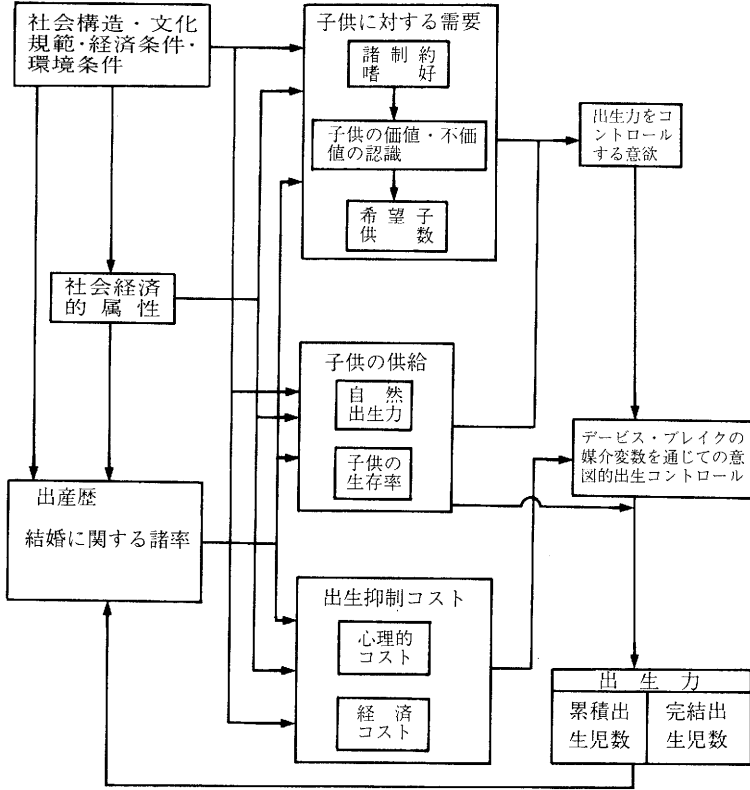 社会構造・文化
規範・経済条件・
環境条件
子供に対する需要
諸制約
嗜好
子供の価値・不価
値の認識
希望子
供数
出生力をコ
ントロール
する意欲
社会経済
的属性
子供の供給
自然
出生力
子供の
生存率
デービス・ブレイクの
媒介変数を通じての意
図的出生コントロール
出産歴
結婚に関する諸率
出生抑制コスト
心理的
コスト
経済
コスト
出生力
累積出
生児数
完結出
生児数